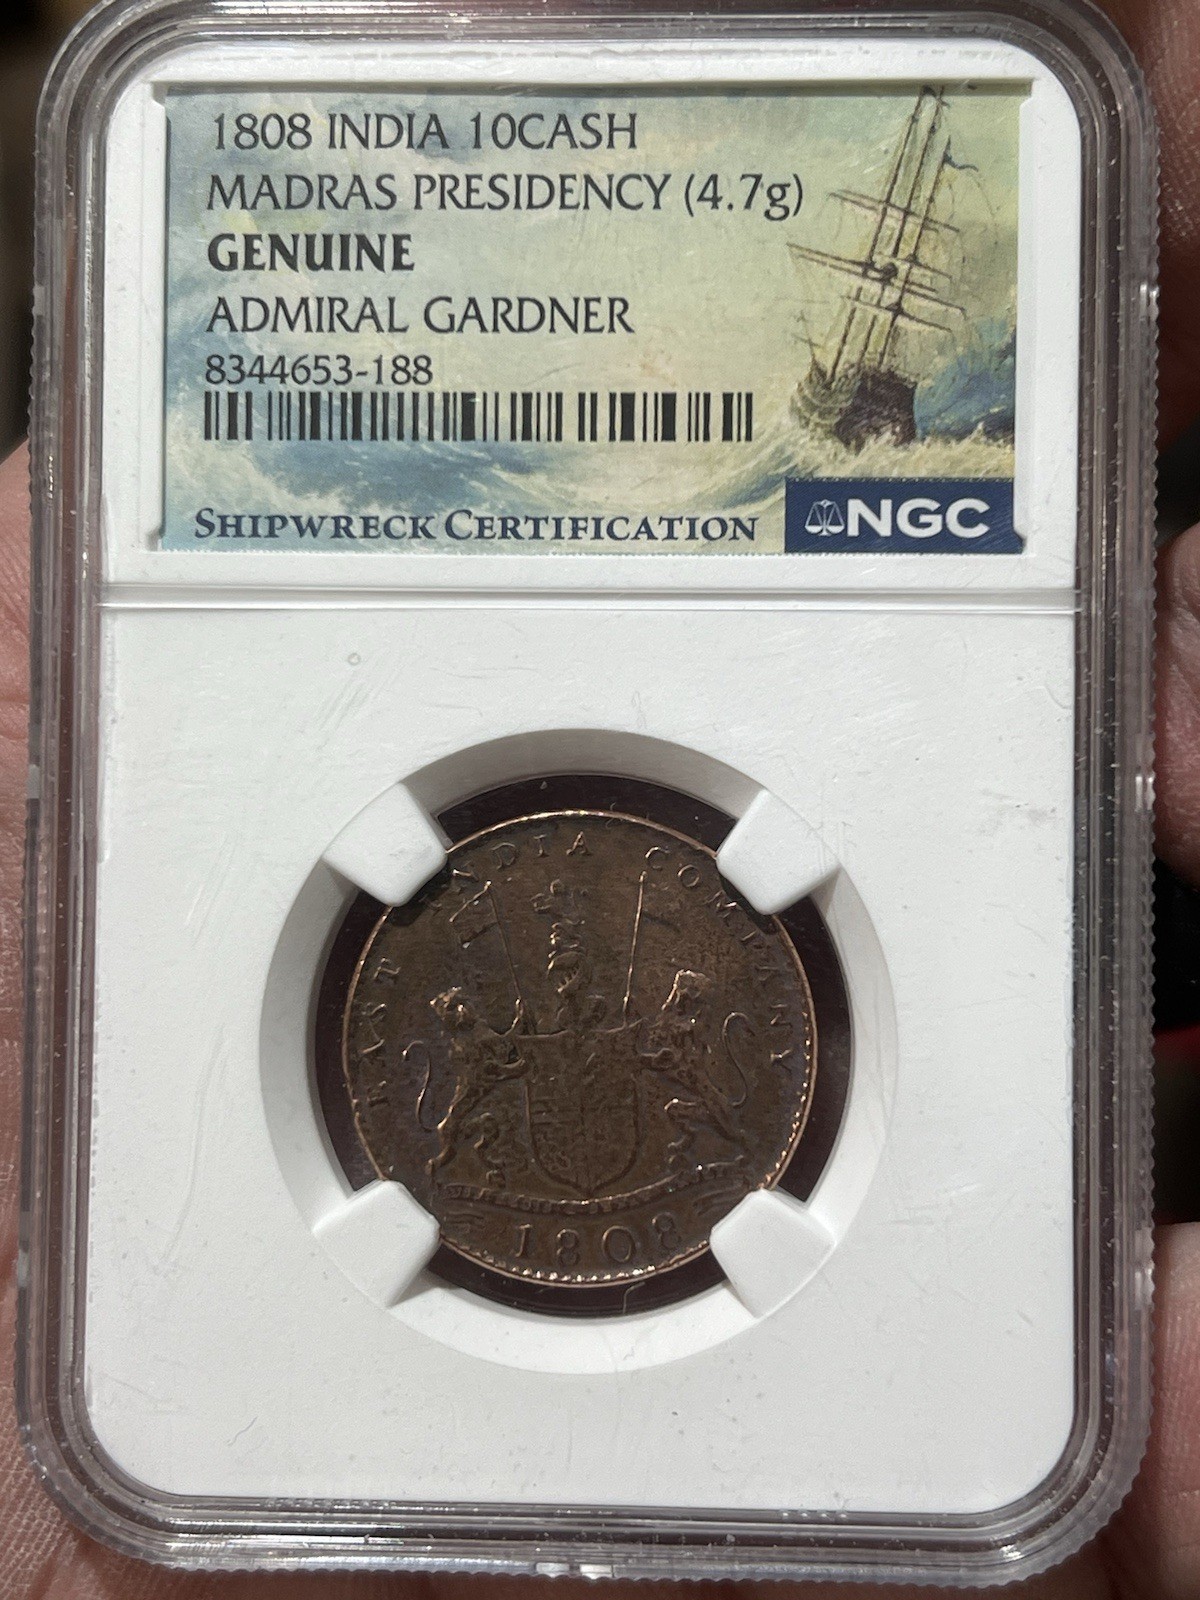 1808 INDIA 10CASH
MADRAS PRESIDENCY (4.7g)
GENUINE
ADMIRAL GARDNER
8344653-188
SHIPWRECK CERTIFICATION
NGC
EAST INDIA COMPANY
1808